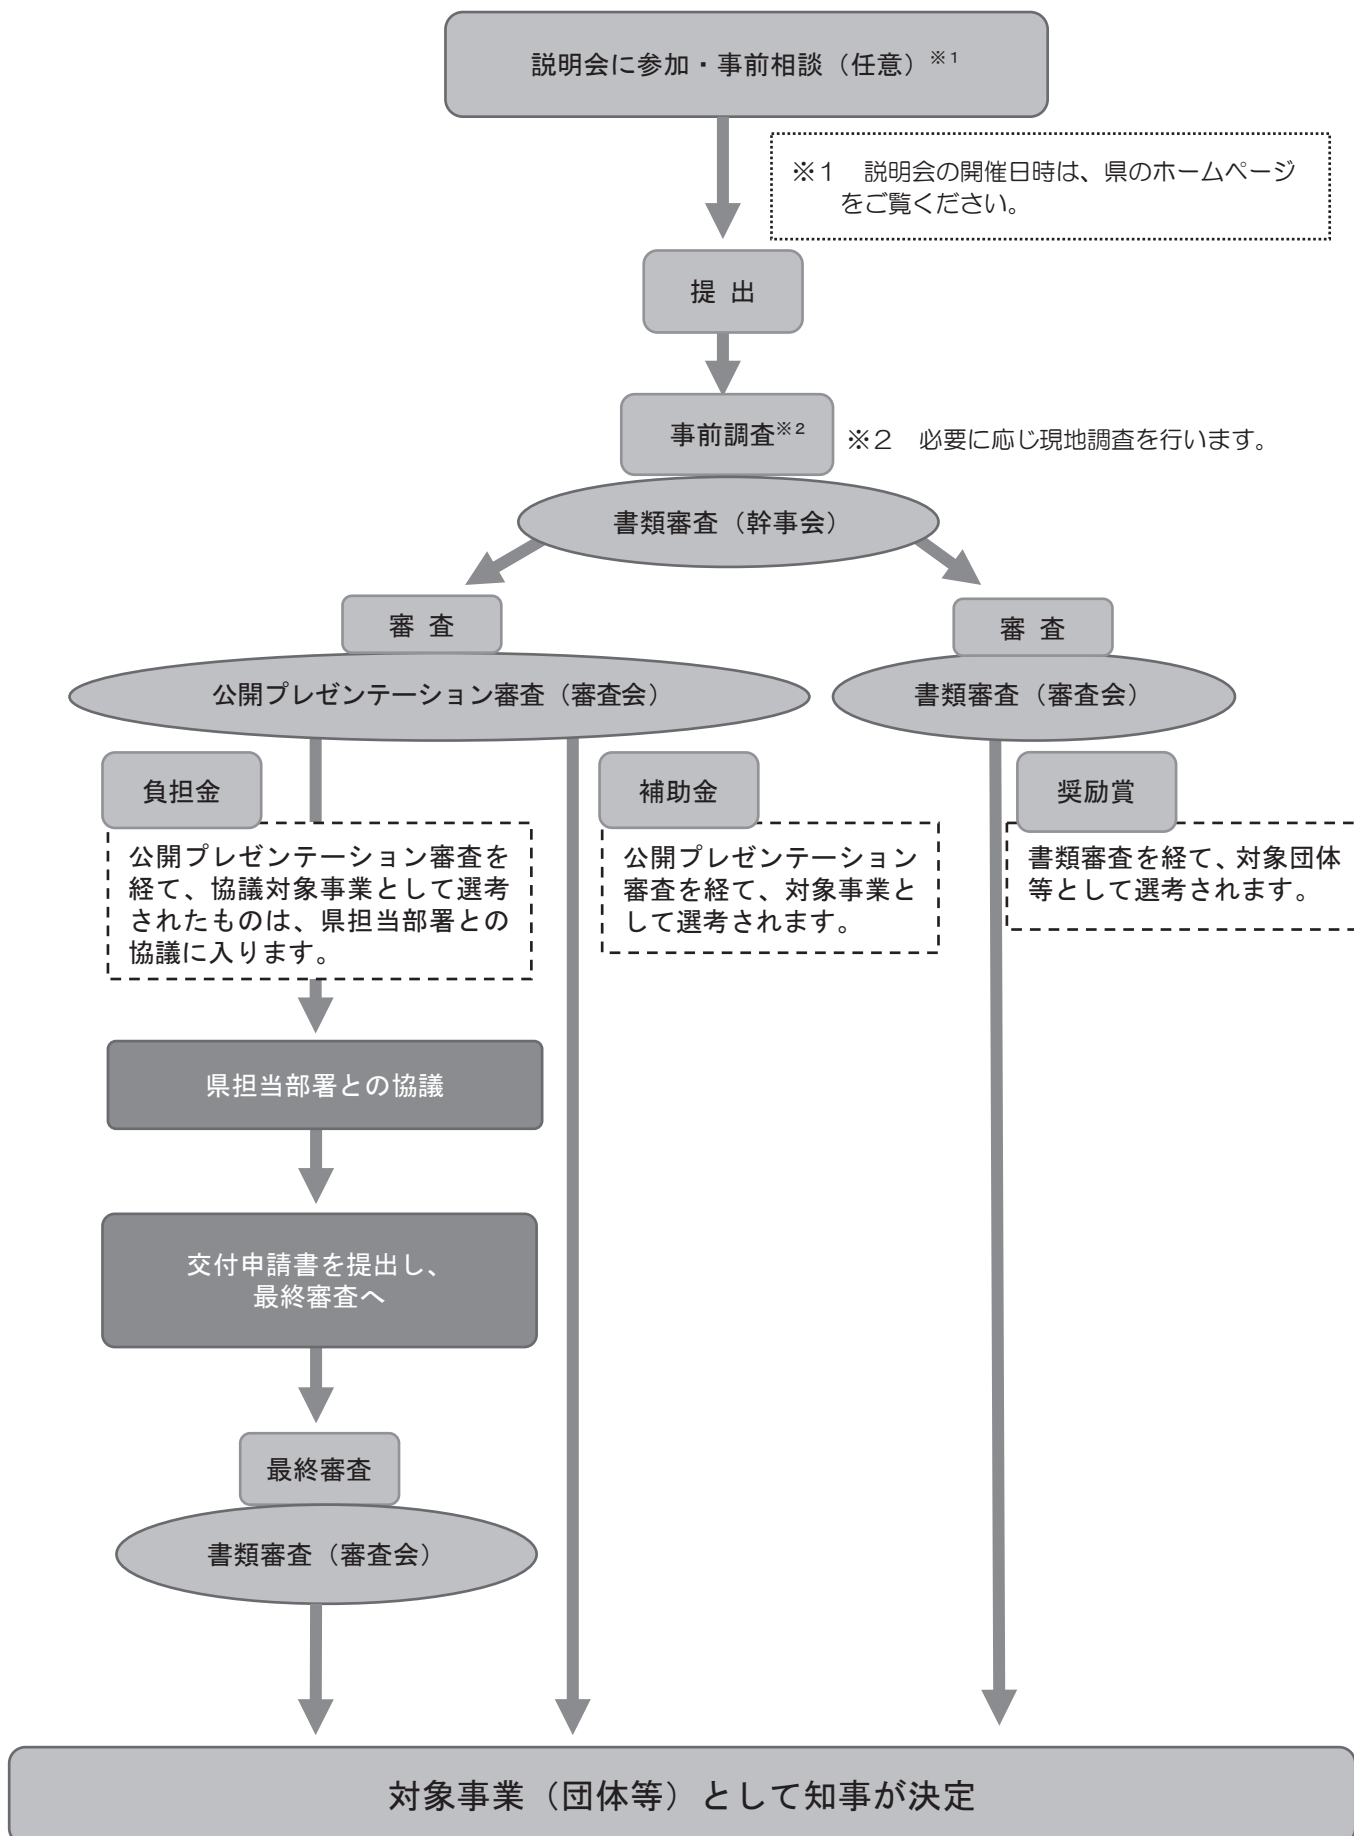 説明会に参加・事前相談（任意）※1
※1　説明会の開催日時は、県のホームページ
をご覧ください。
提 出
事前調査※2
※2　必要に応じ現地調査を行います。
書類審査（幹事会）
審 査
公開プレゼンテーション審査（審査会）
審 査
書類審査（審査会）
負担金
公開プレゼンテーション審査を
経て、協議対象事業として選考
されたものは、県担当部署との
協議に入ります。
補助金
公開プレゼンテーション
審査を経て、対象事業と
して選考されます。
奨励賞
書類審査を経て、対象団体
等として選考されます。
県担当部署との協議
交付申請書を提出し、
最終審査へ
最終審査
書類審査（審査会）
対象事業（団体等）として知事が決定